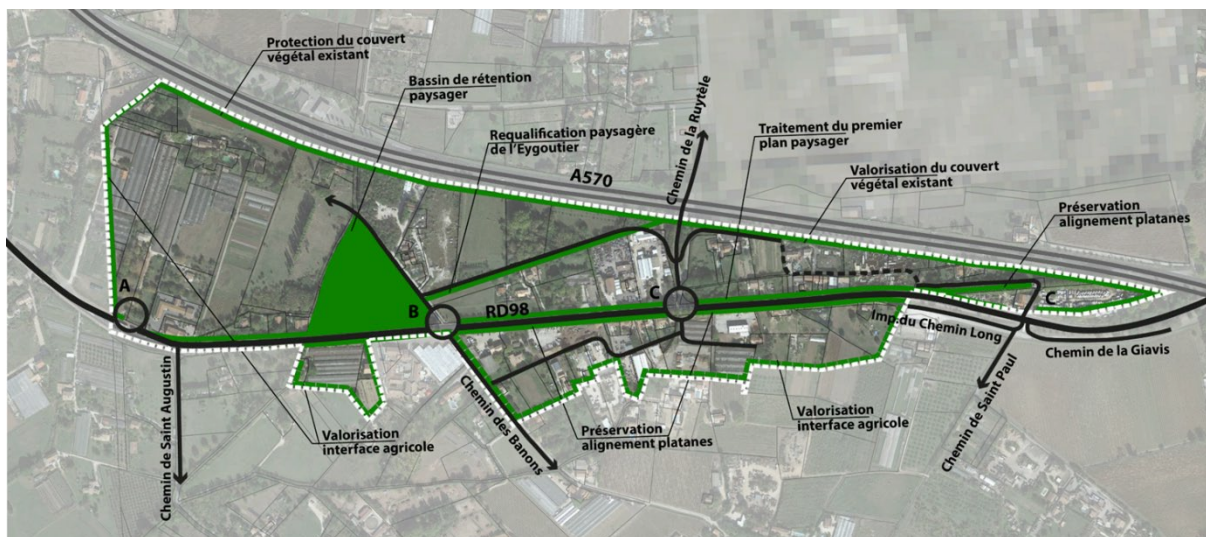 Protection du couvert
végétal existant
Bassin de rétention
paysager
Requalification paysagère
de l'Eygoutier
Chemin de la Ruytèle
Traitement du premier
plan paysager
Valorisation du couvert
végétal existant
Préservation
alignement platanes
A570
A
B
RD98
C
C
Imp.du Chemin Long
Chemin de la Giavis
Chemin de Saint Augustin
Valorisation
interface agricole
Chemin des Banons
Préservation
alignement platanes
Valorisation
interface agricole
Chemin de Saint Paul